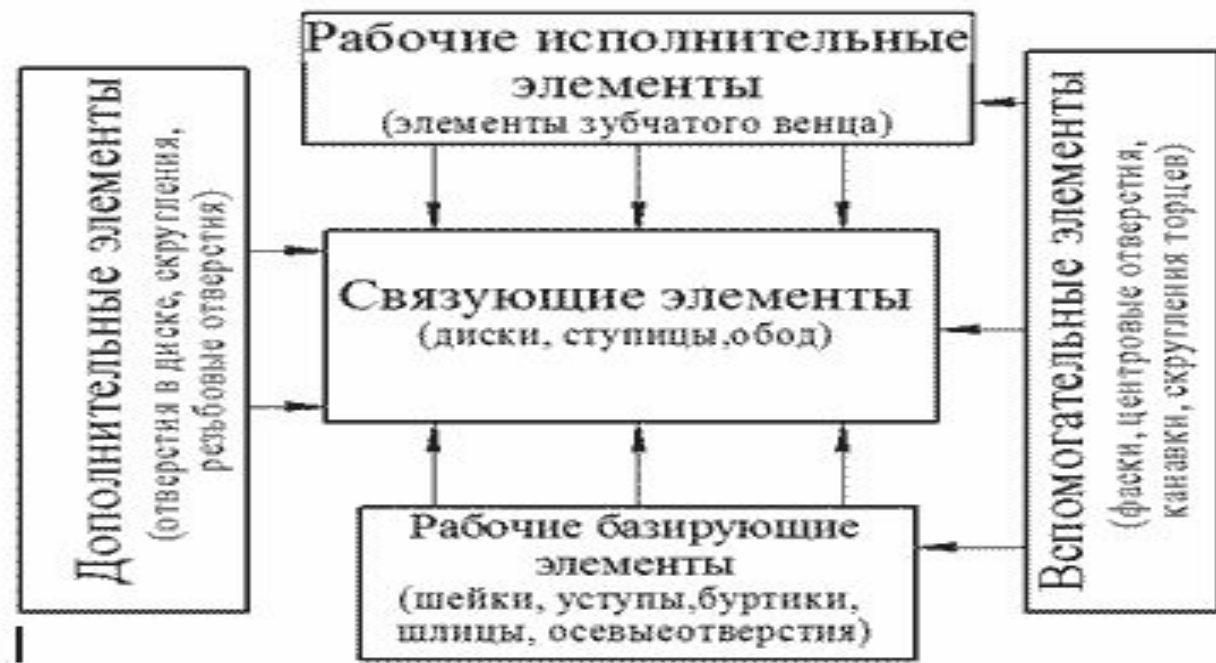 Рабочие исполнительные
элементы
(элементы зубчатого венца)
Дополнительные элементы
(отверстия в диске, скругления,
резьбовые отверстия)
Связующие элементы
(диски, ступицы,обод)
Вспомогательные элементы
(фаски, центровые отверстия,
канавки, скругления торцев)
Рабочие базирующие
элементы
(шейки, уступы,буртики,
шлицы, осевыеотверстия)